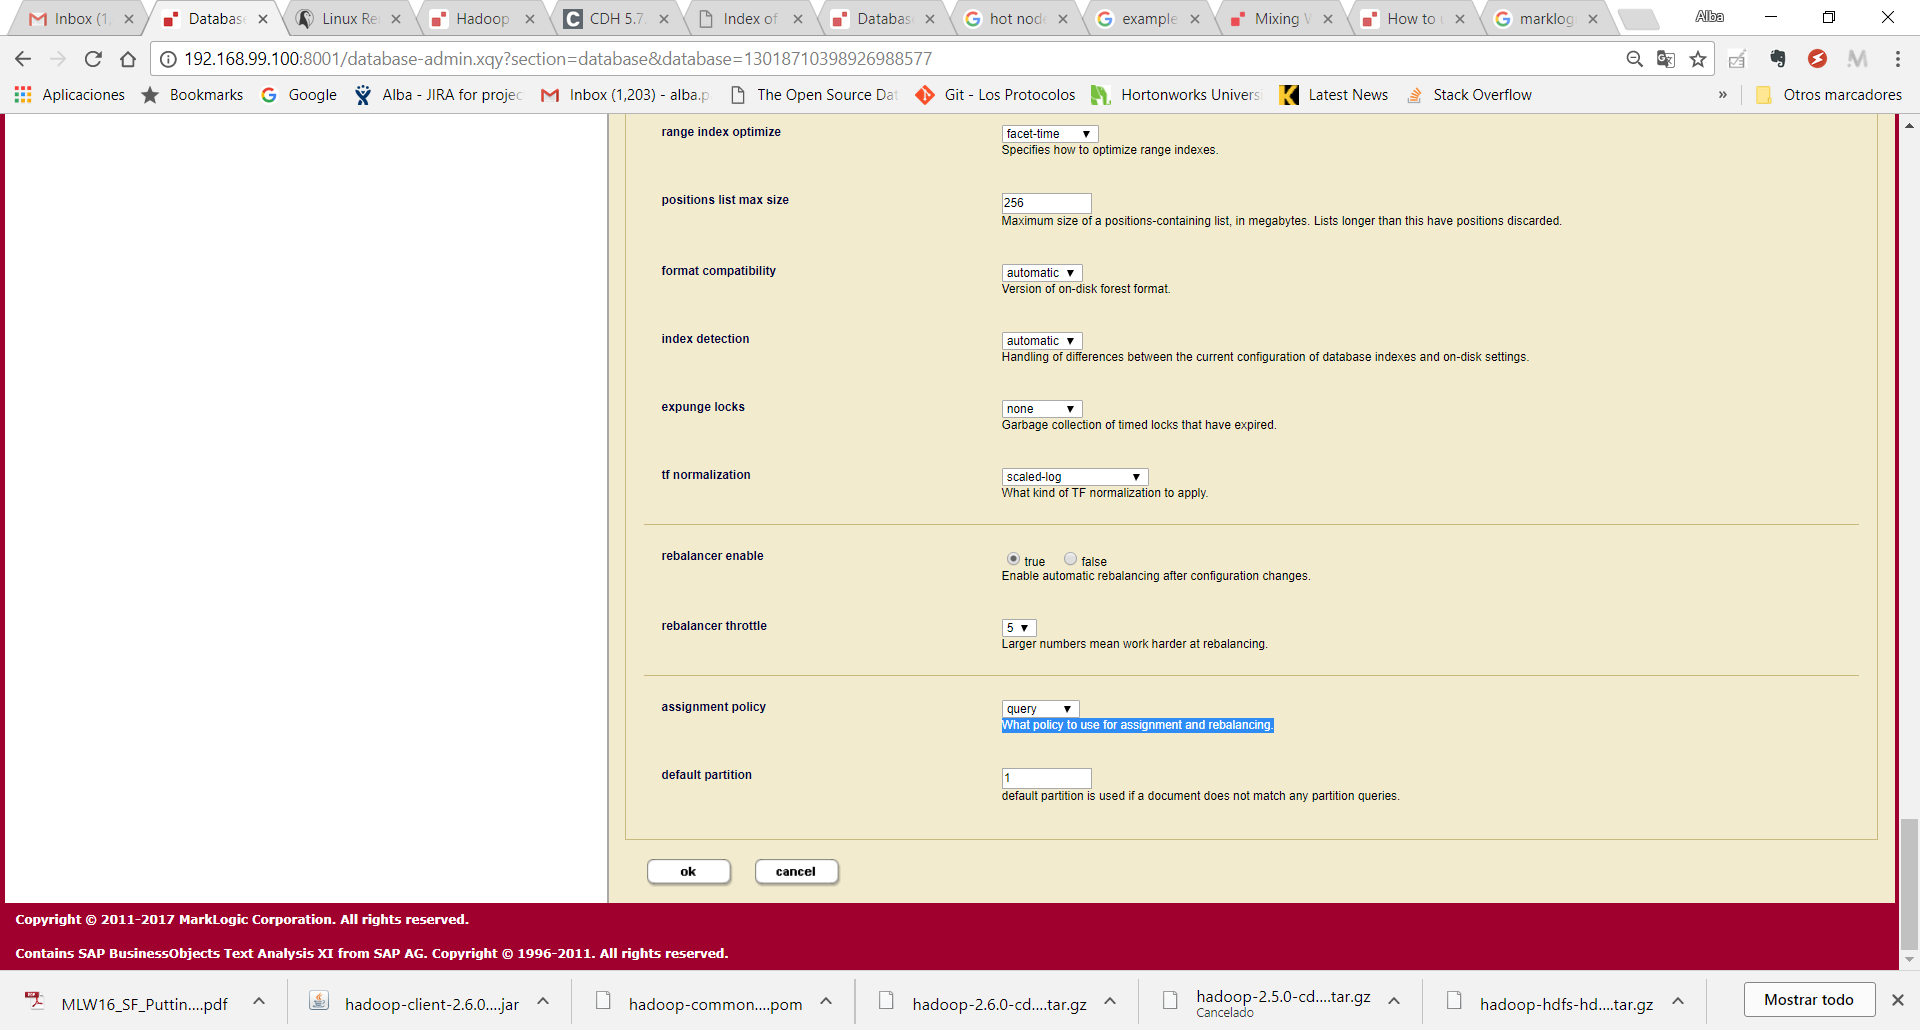 Inbox (1,
Database
Linux Re
Hadoop
CDH 5.7.
Index of
Databas
hot node
example
Mixing V
How to
marklog
Alba
192.168.99.100:8001/database-admin.xqy?section=database&database=13018710398926988577
Aplicaciones
Bookmarks
Google
Alba - JIRA for projec
Inbox (1,203) - alba.p
The Open Source Dat
Git - Los Protocolos
Hortonworks Universi
Latest News
Stack Overflow
»
Otros marcadores
range index optimize
facet-time
Specifies how to optimize range indexes.
positions list max size
256
Maximum size of a positions-containing list, in megabytes. Lists longer than this have positions discarded.
format compatibility
automatic
Version of on-disk forest format.
index detection
automatic
Handling of differences between the current configuration of database indexes and on-disk settings.
expunge locks
none
Garbage collection of timed locks that have expired.
tf normalization
scaled-log
What kind of TF normalization to apply.
rebalancer enable
true false
Enable automatic rebalancing after configuration changes.
rebalancer throttle
5
Larger numbers mean work harder at rebalancing.
assignment policy
query
What policy to use for assignment and rebalancing.
default partition
1
default partition is used if a document does not match any partition queries.
ok
cancel
Copyright © 2011-2017 MarkLogic Corporation. All rights reserved.
Contains SAP BusinessObjects Text Analysis XI from SAP AG. Copyright © 1996-2011. All rights reserved.
MLW16_SF_Puttin....pdf
hadoop-client-2.6.0....jar
hadoop-common....pom
hadoop-2.6.0-cd....tar.gz
hadoop-2.5.0-cd....tar.gz
Cancelado
hadoop-hdfs-hd....tar.gz
Mostrar todo